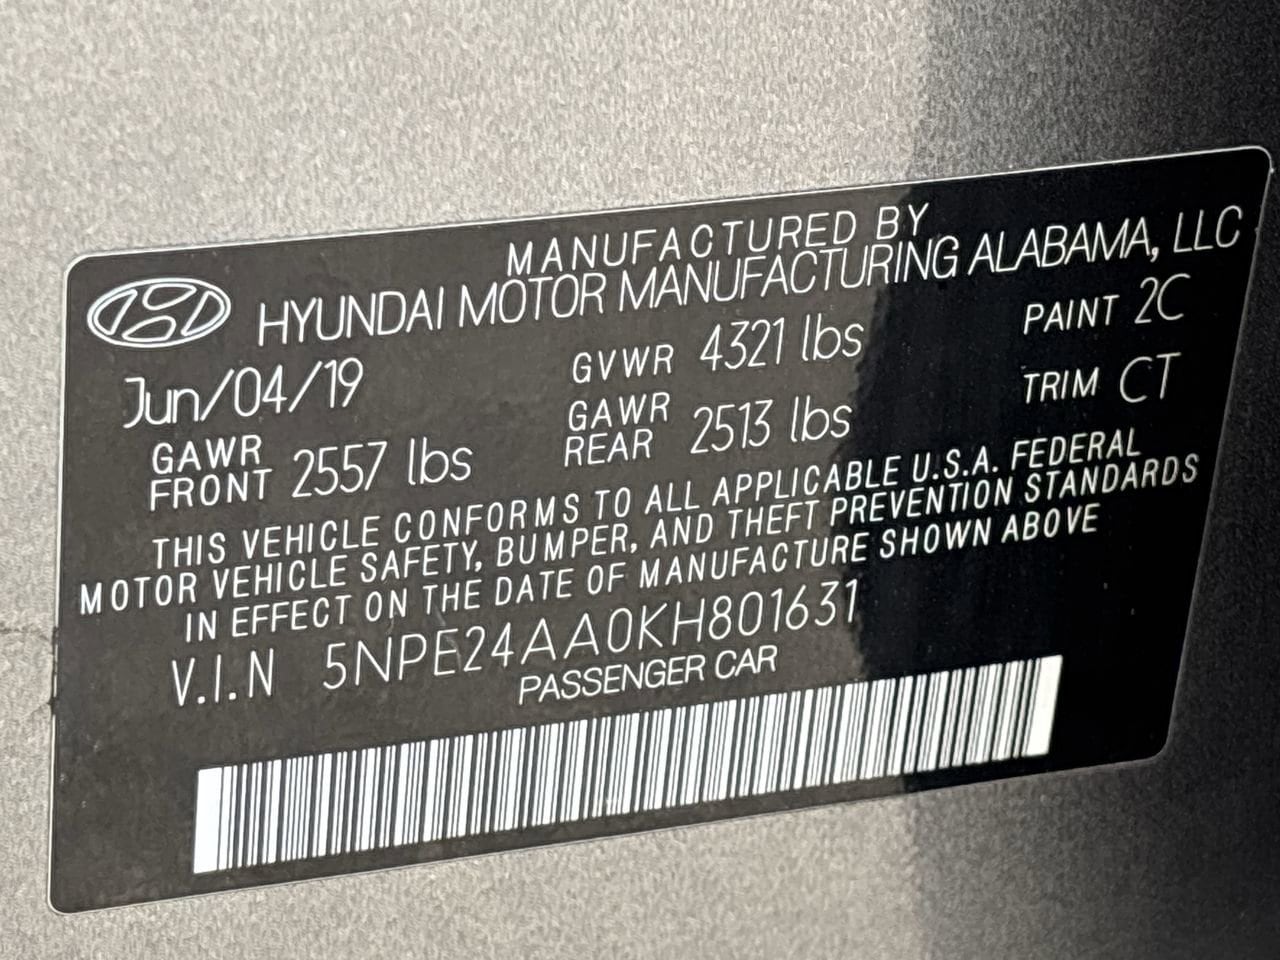 MANUFACTURED BY
HYUNDAI MOTOR MANUFACTURING ALABAMA, LLC
Jun/04/19 GVWR 4321 lbs PAINT 2C
GAWR FRONT 2557 lbs GAWR REAR 2513 lbs TRIM CT
THIS VEHICLE CONFORMS TO ALL APPLICABLE U.S.A. FEDERAL
MOTOR VEHICLE SAFETY, BUMPER, AND THEFT PREVENTION STANDARDS
IN EFFECT ON THE DATE OF MANUFACTURE SHOWN ABOVE
V.I.N 5NPE24AA0KH801631
PASSENGER CAR